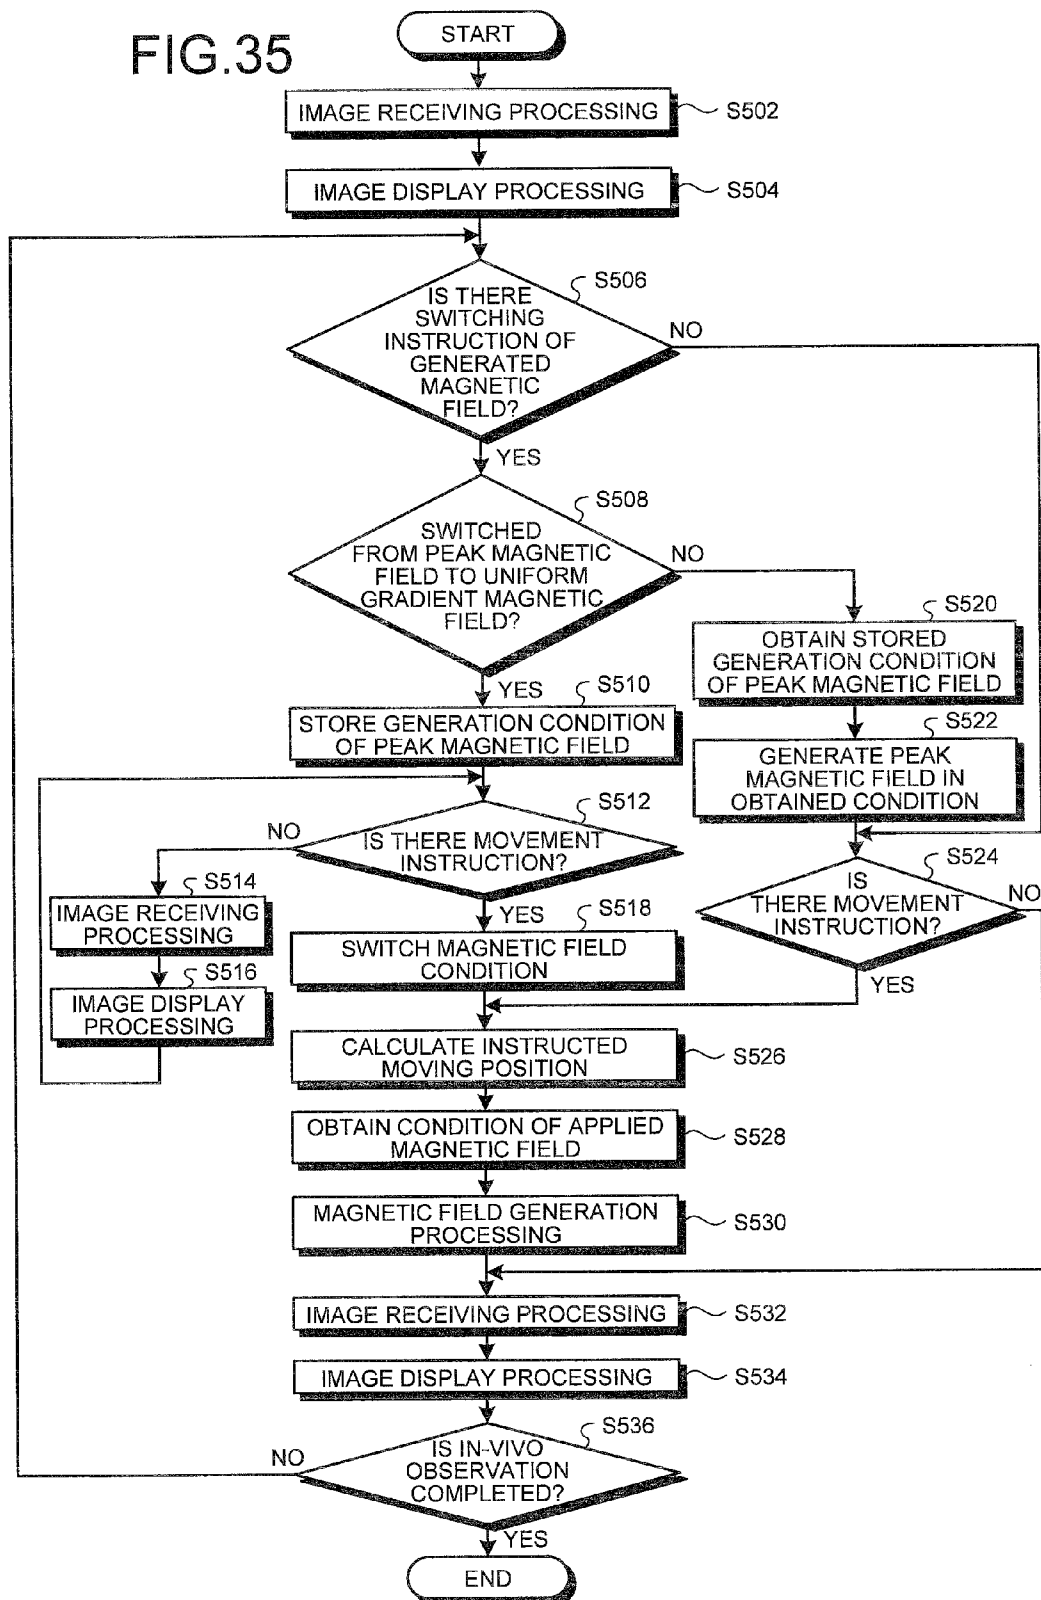 FIG.35
START
IMAGE RECEIVING PROCESSING
S502
IMAGE DISPLAY PROCESSING
S504
S506
IS THERE
SWITCHING
INSTRUCTION OF
GENERATED
MAGNETIC
FIELD?
NO
YES
S508
SWITCHED
FROM PEAK MAGNETIC
FIELD TO UNIFORM
GRADIENT MAGNETIC
FIELD?
NO
YES
S520
OBTAIN STORED
GENERATION CONDITION
OF PEAK MAGNETIC FIELD
S510
STORE GENERATION CONDITION
OF PEAK MAGNETIC FIELD
S522
GENERATE PEAK
MAGNETIC FIELD IN
OBTAINED CONDITION
S512
IS THERE MOVEMENT
INSTRUCTION?
NO
YES
S524
IS
THERE MOVEMENT
INSTRUCTION?
NO
YES
S514
IMAGE RECEIVING
PROCESSING
S516
IMAGE DISPLAY
PROCESSING
S518
SWITCH MAGNETIC FIELD
CONDITION
CALCULATE INSTRUCTED
MOVING POSITION
S526
OBTAIN CONDITION OF APPLIED
MAGNETIC FIELD
S528
MAGNETIC FIELD GENERATION
PROCESSING
S530
IMAGE RECEIVING PROCESSING
S532
IMAGE DISPLAY PROCESSING
S534
S536
IS IN-VIVO
OBSERVATION
COMPLETED?
NO
YES
END